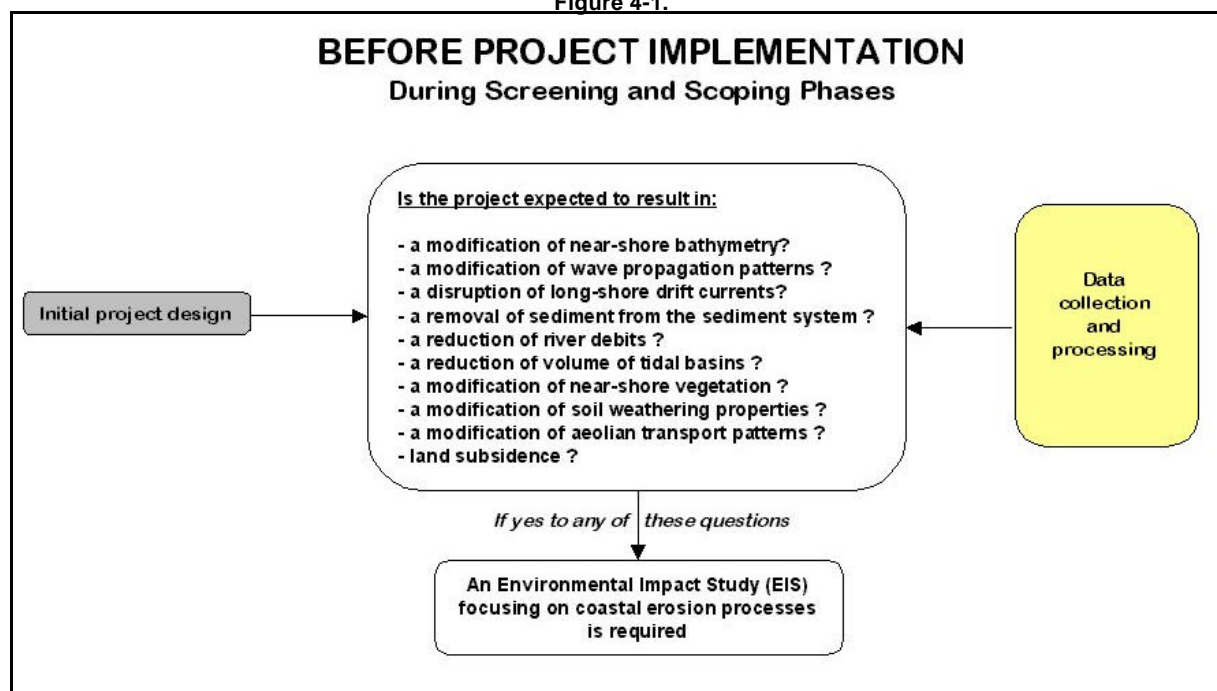 Figure 4-1.
BEFORE PROJECT IMPLEMENTATION
During Screening and Scoping Phases
Is the project expected to result in:
- a modification of near-shore bathymetry?
- a modification of wave propagation patterns ?
- a disruption of long-shore drift currents?
- a removal of sediment from the sediment system ?
- a reduction of river debits ?
- a reduction of volume of tidal basins ?
- a modification of near-shore vegetation ?
- a modification of soil weathering properties ?
- a modification of aeolian transport patterns ?
- land subsidence ?
Initial project design
Data
collection
and
processing
If yes to any of these questions
An Environmental Impact Study (EIS)
focusing on coastal erosion processes
is required